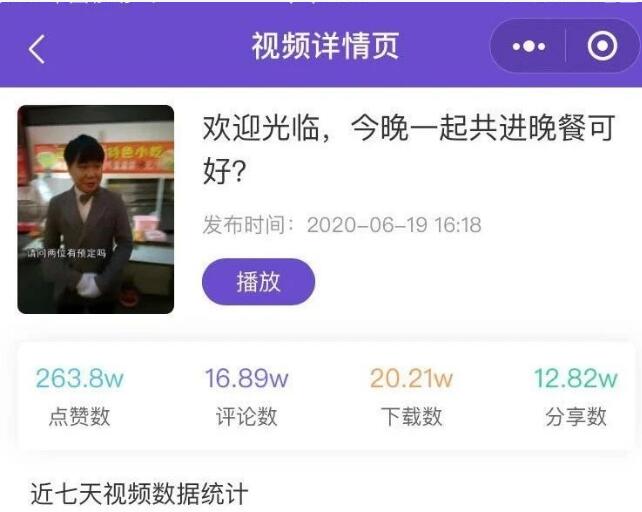 视频详情页
特色小吃
请问两位有预定吗
欢迎光临，今晚一起共进晚餐可
好？
发布时间：2020-06-19 16:18
播放
263.8w
16.89w
20.21w
12.82w
点赞数
评论数
下载数
分享数
近七天视频数据统计